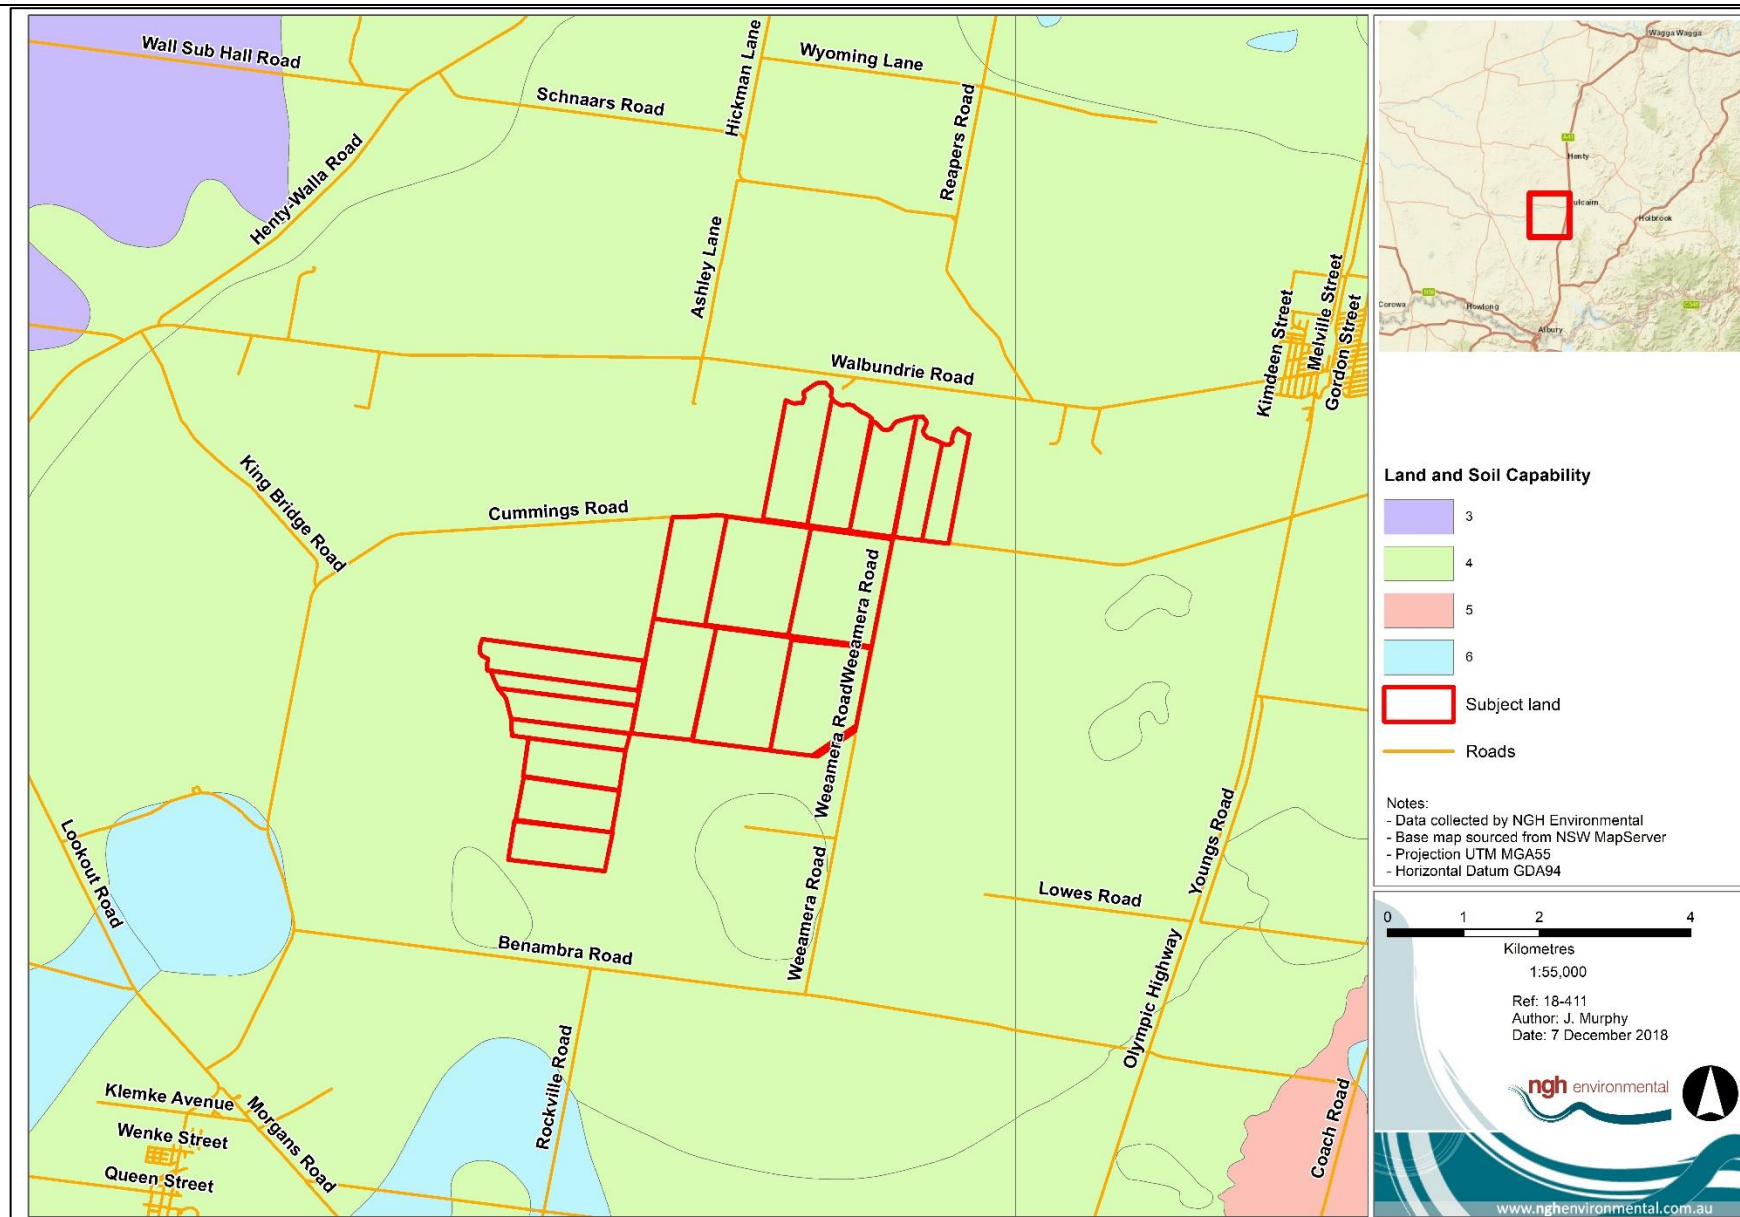 Wall Sub Hall Road
Schnaars Road
Hickman Lane
Wyoming Lane
Reapers Road
Henty-Walla Road
Ashley Lane
Walbundrie Road
Kimdeen Street
Melville Street
Gordon Street
King Bridge Road
Cummings Road
Weeamera Road
Weeamera Road
Weeamera Road
Lookout Road
Benambra Road
Lowes Road
Youngs Road
Olympic Highway
Rockville Road
Coach Road
Klemke Avenue
Wenke Street
Queen Street
Morgans Road
Wagga Wagga
A41
Henty
ulcairn
Holbrook
Corowa
Howlong
Albury
Land and Soil Capability
3
4
5
6
Subject land
Roads
Notes:
- Data collected by NGH Environmental
- Base map sourced from NSW MapServer
- Projection UTM MGA55
- Horizontal Datum GDA94
0 1 2 4
Kilometres
1:55,000
Ref: 18-411
Author: J. Murphy
Date: 7 December 2018
ngh environmental
www.nghenvironmental.com.au